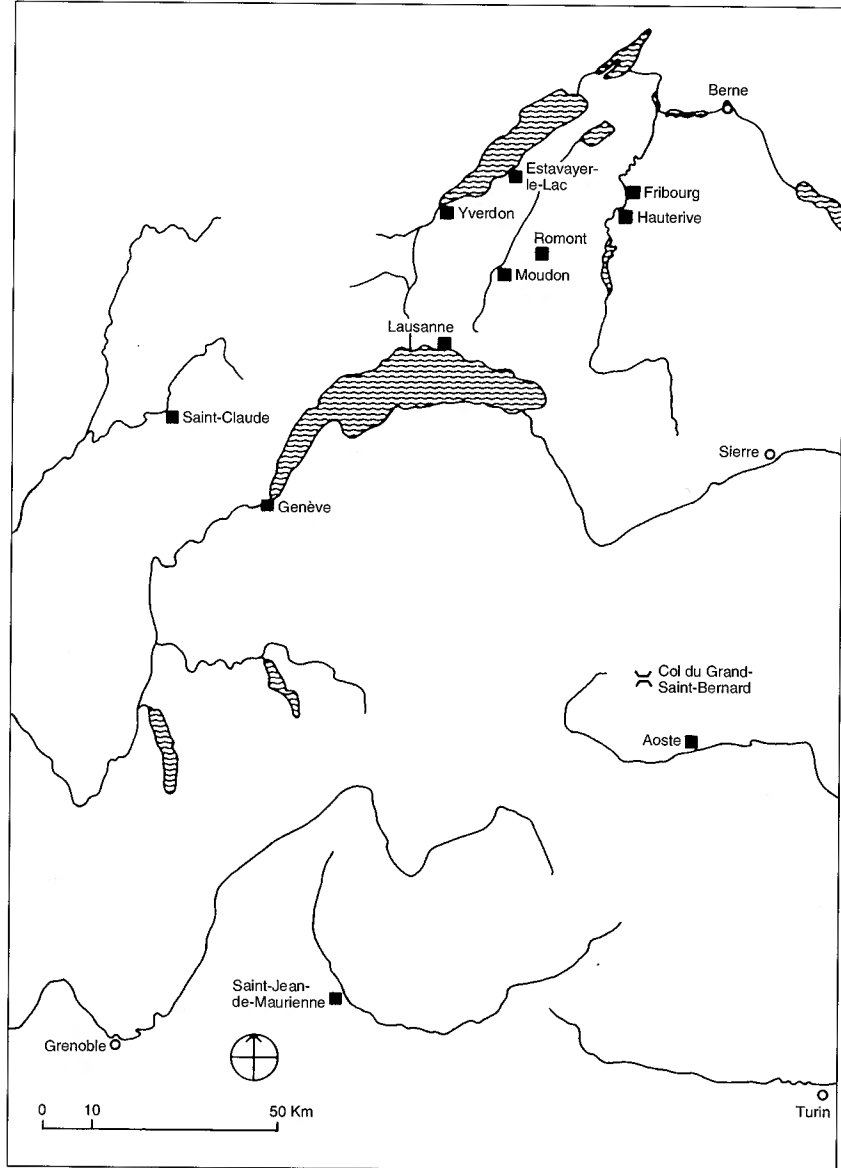 Berne
Estavayer-
le-Lac
Fribourg
Yverdon
Hauterive
Romont
Moudon
Lausanne
Saint-Claude
Sierre
Genève
Col du Grand-
Saint-Bernard
Aoste
Saint-Jean-
de-Maurienne
Grenoble
0 10 50 Km
Turin